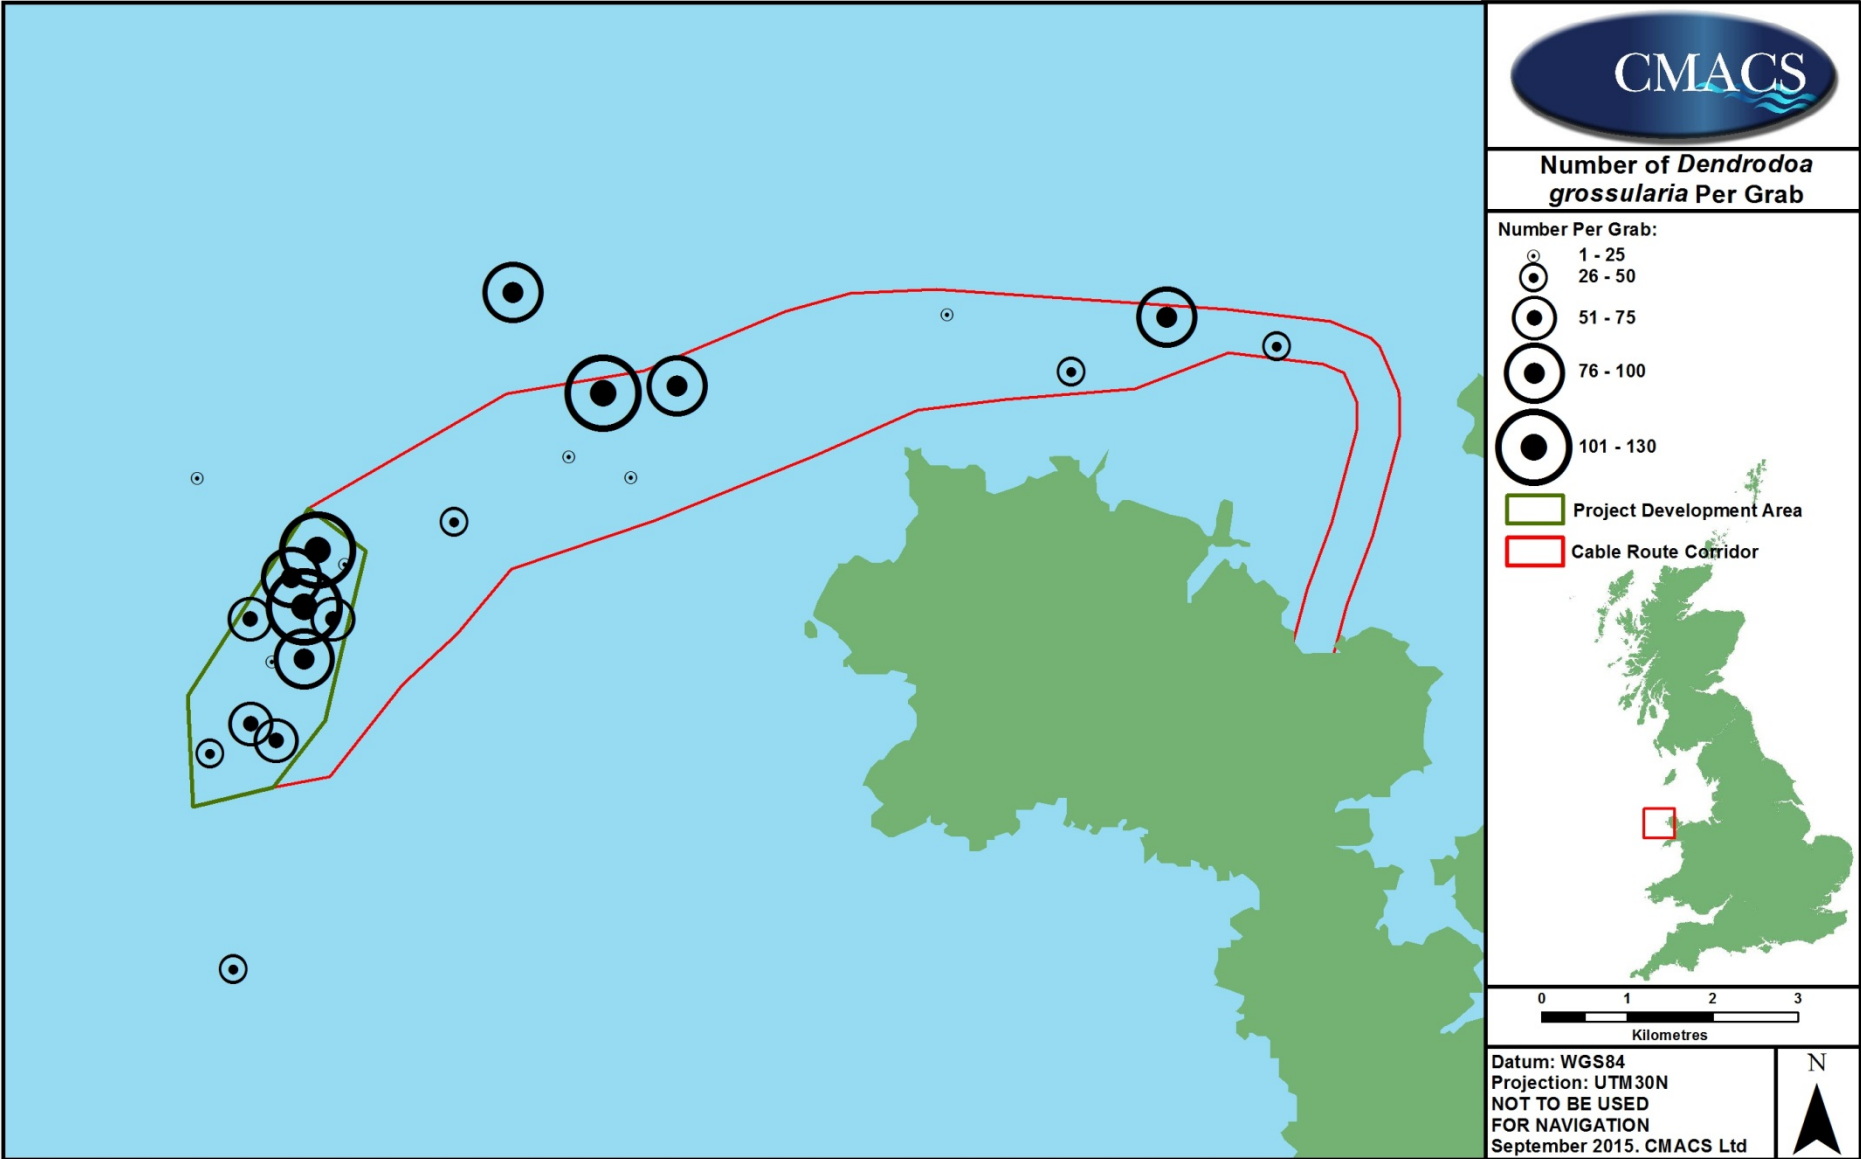 CMACS
Number of Dendrodoa
grossularia Per Grab
Number Per Grab:
1 - 25
26 - 50
51 - 75
76 - 100
101 - 130
Project Development Area
Cable Route Corridor
0 1 2 3
Kilometres
Datum: WGS84
Projection: UTM30N
NOT TO BE USED
FOR NAVIGATION
September 2015. CMACS Ltd
N